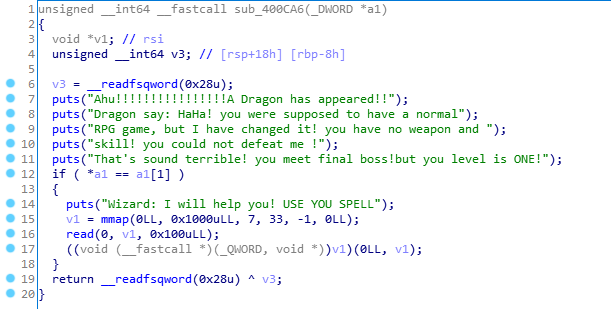 1 unsigned __int64 __fastcall sub_400CA6(_DWORD *a1)
2 {
3 void *v1; // rsi
4 unsigned __int64 v3; // [rsp+18h] [rbp-8h]
5
6 v3 = __readfsqword(0x28u);
7 puts("Ahu!!!!!!!!!!!!!!!!A Dragon has appeared!!");
8 puts("Dragon say: HaHa! you were supposed to have a normal");
9 puts("RPG game, but I have changed it! you have no weapon and ");
10 puts("skill! you could not defeat me !");
11 puts("That's sound terrible! you meet final boss!but you level is ONE!");
12 if ( *a1 == a1[1] )
13 {
14 puts("Wizard: I will help you! USE YOU SPELL");
15 v1 = mmap(0LL, 0x1000uLL, 7, 33, -1, 0LL);
16 read(0, v1, 0x100uLL);
17 ((void (__fastcall *)(_QWORD, void *))v1)(0LL, v1);
18 }
19 return __readfsqword(0x28u) ^ v3;
20 }